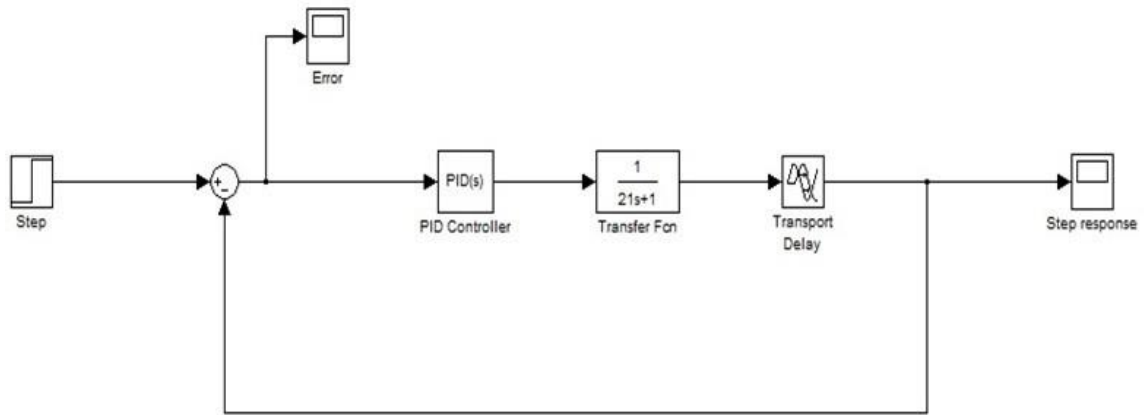 Error
Step
+
−
PID(s)
PID Controller
1
21s+1
Transfer Fcn
Transport
Delay
Step response